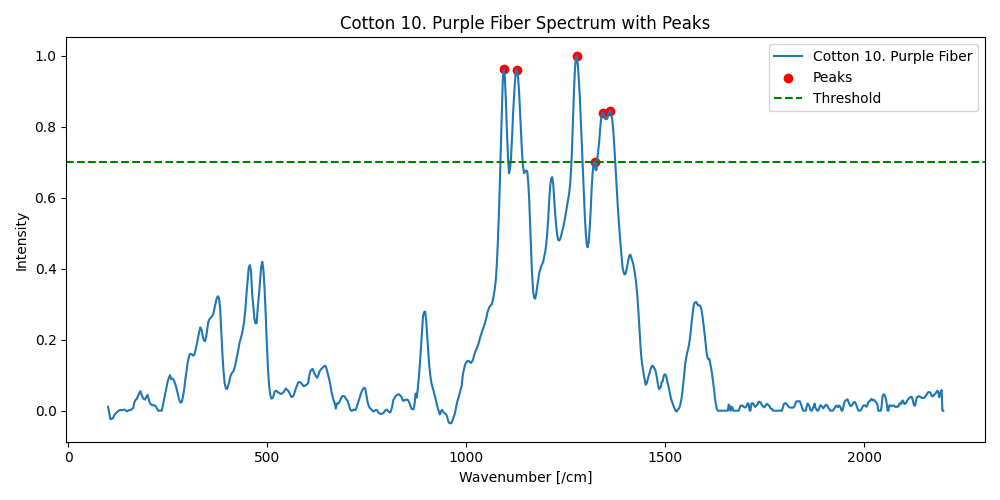 Cotton 10. Purple Fiber Spectrum with Peaks
Cotton 10. Purple Fiber
Peaks
Threshold
Intensity
1.0
0.8
0.6
0.4
0.2
0.0
0 500 1000 1500 2000
Wavenumber [/cm]